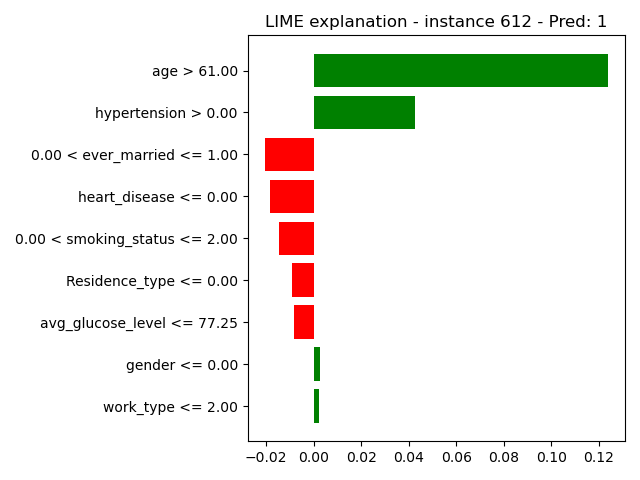 LIME explanation - instance 612 - Pred: 1
age > 61.00
hypertension > 0.00
0.00 < ever_married <= 1.00
heart_disease <= 0.00
0.00 < smoking_status <= 2.00
Residence_type <= 0.00
avg_glucose_level <= 77.25
gender <= 0.00
work_type <= 2.00
−0.02 0.00 0.02 0.04 0.06 0.08 0.10 0.12